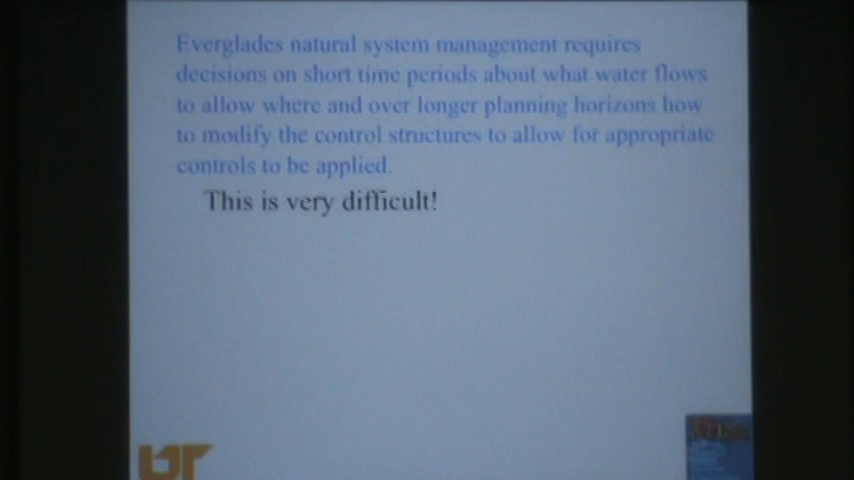 Everglades natural system management requires
decisions on short time periods about what water flows
to allow where and over longer planning horizons how
to modify the control structures to allow for appropriate
controls to be applied.
This is very difficult!
UT